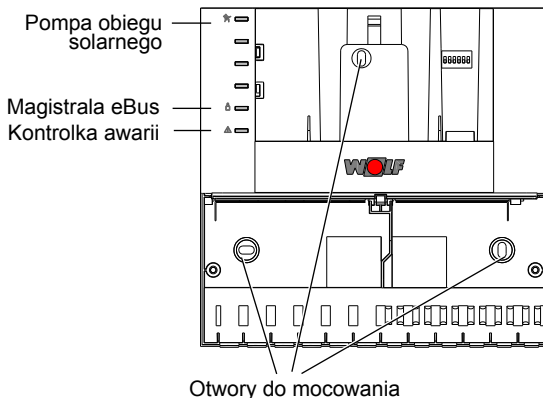 Pompa obiegu
solarnego
Magistrala eBus
Kontrolka awarii
WOLF
Otwory do mocowania